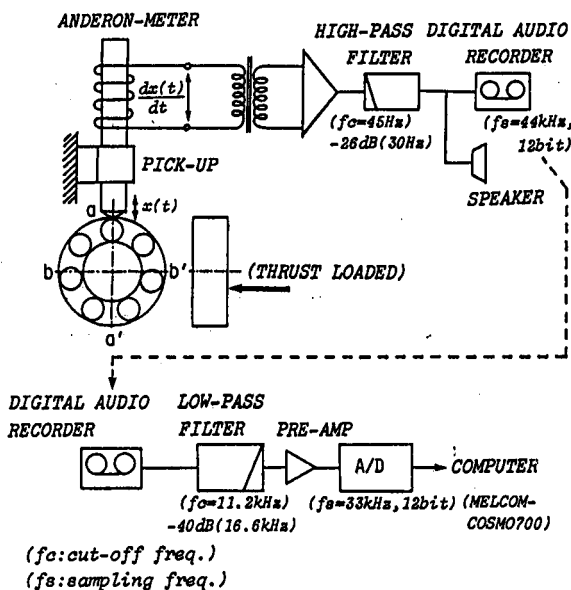 ANDERON-METER
HIGH-PASS FILTER
DIGITAL AUDIO RECORDER
dx(t)
dt
(fc=45Hz)
-26dB(30Hz)
(fs=44kHz,
12bit)
PICK-UP
SPEAKER
a
x(t)
b
b'
(THRUST LOADED)
a'
DIGITAL AUDIO RECORDER
LOW-PASS FILTER
PRE-AMP
A/D
COMPUTER
(fc=11.2kHz)
-40dB(16.6kHz)
(fs=33kHz,12bit)
(MELCOM-
COSMO700)
(fc:cut-off freq.)
(fs:sampling freq.)